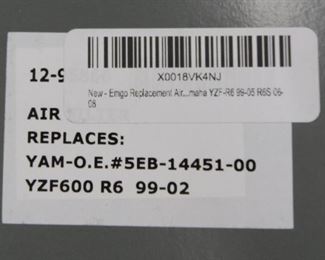 X0018VK4NJ
New - Emgo Replacement Air...maha YZF-R6 99-05 R6S 06-
08
12-9
AIR
REPLACES:
YAM-O.E.#5EB-14451-00
YZF600 R6 99-02